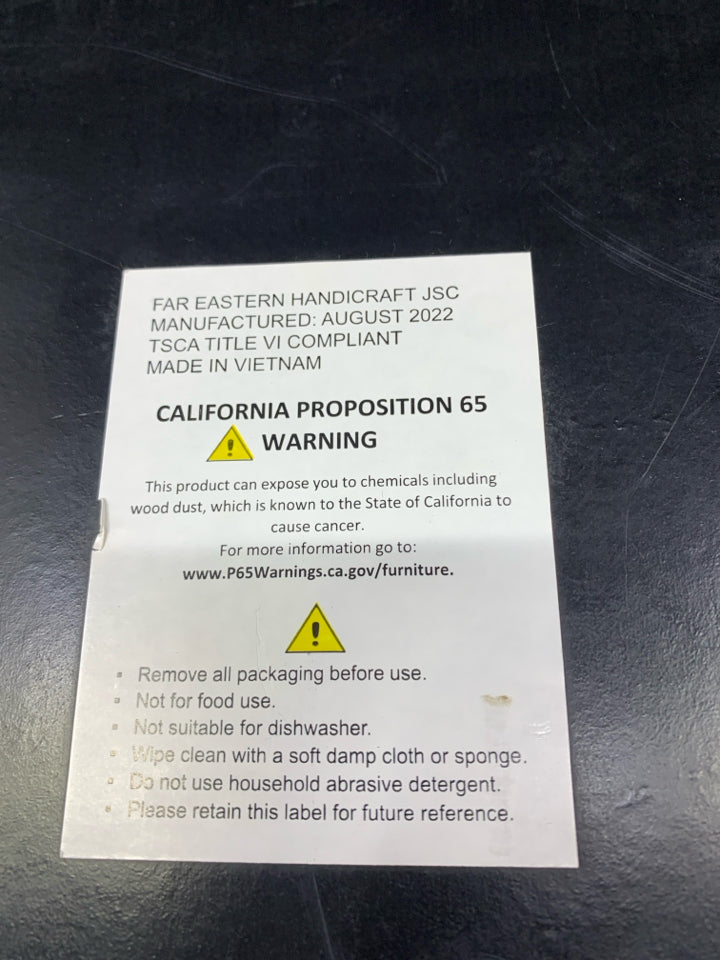 FAR EASTERN HANDICRAFT JSC
MANUFACTURED: AUGUST 2022
TSCA TITLE VI COMPLIANT
MADE IN VIETNAM
CALIFORNIA PROPOSITION 65
WARNING
This product can expose you to chemicals including
wood dust, which is known to the State of California to
cause cancer.
For more information go to:
www.P65Warnings.ca.gov/furniture.
▪ Remove all packaging before use.
▪ Not for food use.
▪ Not suitable for dishwasher.
▪ Wipe clean with a soft damp cloth or sponge.
▪ Do not use household abrasive detergent.
▪ Please retain this label for future reference.